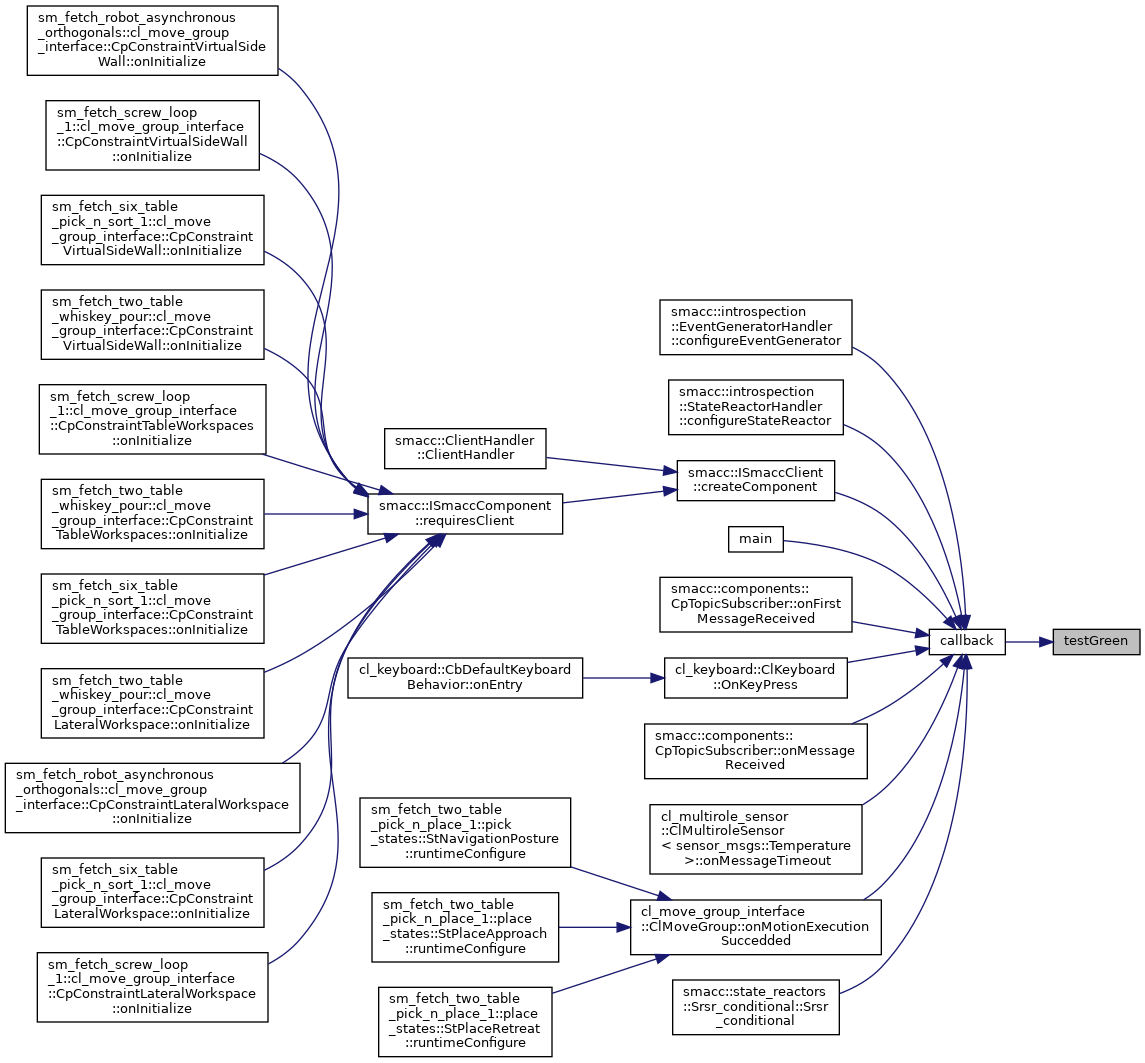 sm_fetch_robot_asynchronous
_orthogonals::cl_move_group
_interface::CpConstraintVirtualSide
Wall::onInitialize
sm_fetch_screw_loop
_1::cl_move_group_interface
::CpConstraintVirtualSideWall
::onInitialize
sm_fetch_six_table
_pick_n_sort_1::cl_move
_group_interface::CpConstraint
VirtualSideWall::onInitialize
sm_fetch_two_table
_whiskey_pour::cl_move
_group_interface::CpConstraint
VirtualSideWall::onInitialize
sm_fetch_screw_loop
_1::cl_move_group_interface
::CpConstraintTableWorkspaces
::onInitialize
sm_fetch_two_table
_whiskey_pour::cl_move
_group_interface::CpConstraint
TableWorkspaces::onInitialize
sm_fetch_six_table
_pick_n_sort_1::cl_move
_group_interface::CpConstraint
TableWorkspaces::onInitialize
sm_fetch_two_table
_whiskey_pour::cl_move
_group_interface::CpConstraint
LateralWorkspace::onInitialize
sm_fetch_robot_asynchronous
_orthogonals::cl_move_group
_interface::CpConstraintLateralWorkspace
::onInitialize
sm_fetch_six_table
_pick_n_sort_1::cl_move
_group_interface::CpConstraint
LateralWorkspace::onInitialize
sm_fetch_screw_loop
_1::cl_move_group_interface
::CpConstraintLateralWorkspace
::onInitialize
smacc::ClientHandler
::ClientHandler
smacc::ISmaccComponent
::requiresClient
cl_keyboard::CbDefaultKeyboard
Behavior::onEntry
sm_fetch_two_table
_pick_n_place_1::pick
_states::StNavigationPosture
::runtimeConfigure
sm_fetch_two_table
_pick_n_place_1::place
_states::StPlaceApproach
::runtimeConfigure
sm_fetch_two_table
_pick_n_place_1::place
_states::StPlaceRetreat
::runtimeConfigure
smacc::introspection
::EventGeneratorHandler
::configureEventGenerator
smacc::introspection
::StateReactorHandler
::configureStateReactor
smacc::ISmaccClient
::createComponent
main
smacc::components::
CpTopicSubscriber::onFirst
MessageReceived
cl_keyboard::ClKeyboard
::OnKeyPress
smacc::components::
CpTopicSubscriber::onMessage
Received
cl_multirole_sensor
::ClMultiroleSensor
< sensor_msgs::Temperature
>::onMessageTimeout
cl_move_group_interface
::ClMoveGroup::onMotionExecution
Succedded
smacc::state_reactors
::Srsr_conditional::Srsr
_conditional
callback
testGreen